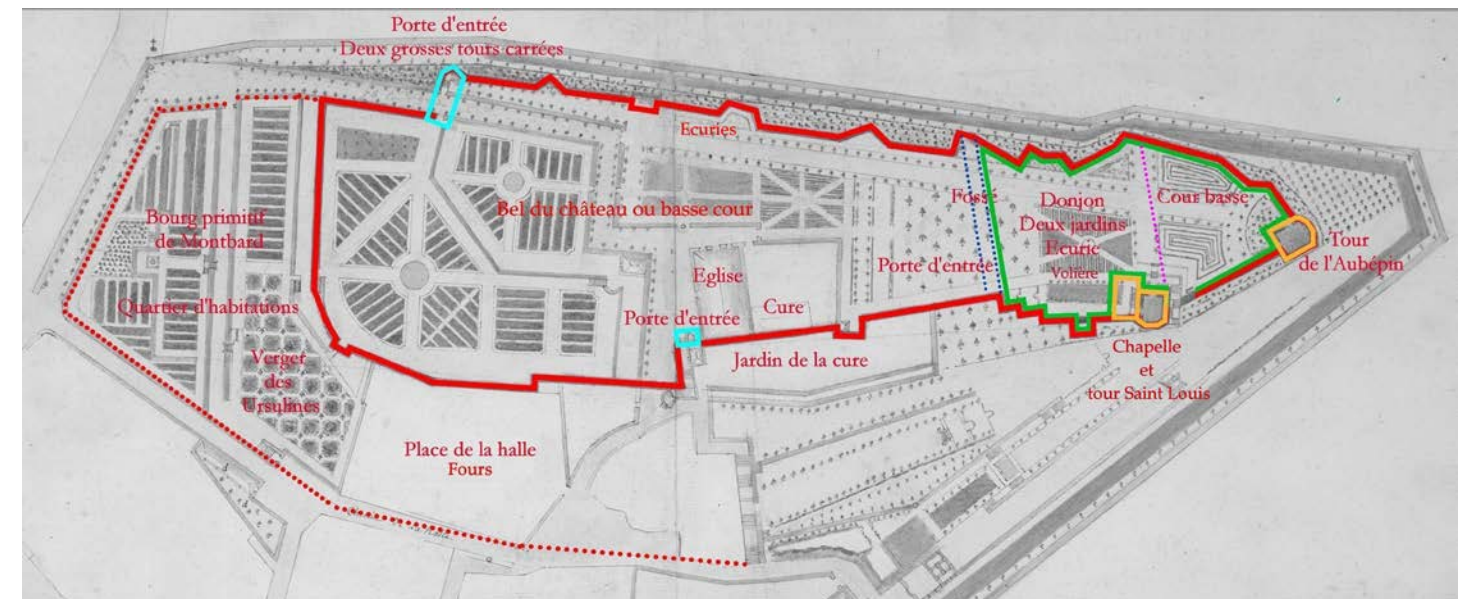 Porte d'entrée
Deux grosses tours carrées
Ecuries
Bourg primitif
de Montbard
Bel du château ou basse cour
Fossé
Donjon
Deux jardins
Ecurie
Volière
Cour basse
Tour
de l'Aubépin
Quartier d'habitations
Eglise
Cure
Porte d'entrée
Porte d'entrée
Verger
des
Ursulines
Jardin de la cure
Chapelle
et
tour Saint Louis
Place de la halle
Fours